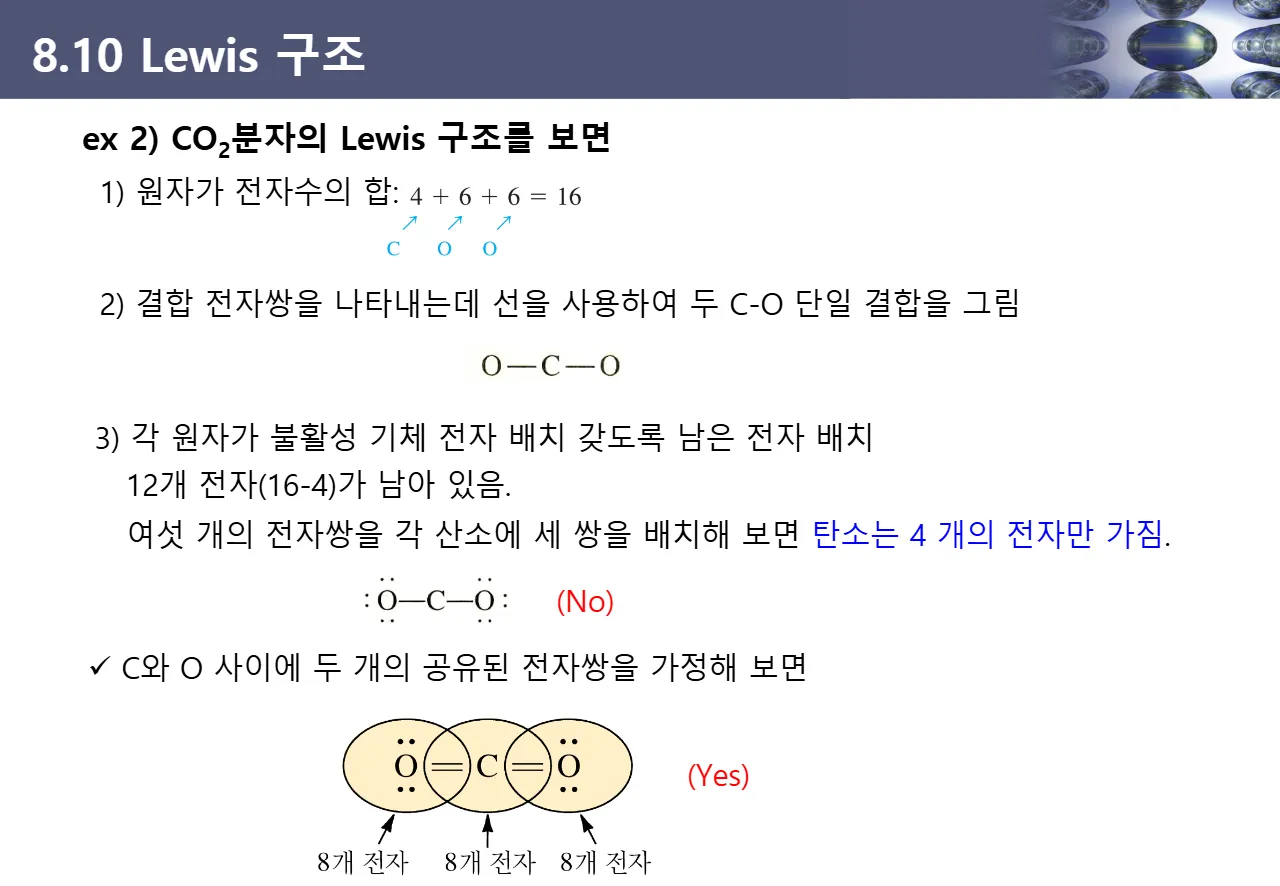 8.10 Lewis 구조
ex 2) CO₂분자의 Lewis 구조를 보면
1) 원자가 전자수의 합: 4 + 6 + 6 = 16
C O O
2) 결합 전자쌍을 나타내는데 선을 사용하여 두 C-O 단일 결합을 그림
O—C—O
3) 각 원자가 불활성 기체 전자 배치 갖도록 남은 전자 배치
12개 전자(16-4)가 남아 있음.
여섯 개의 전자쌍을 각 산소에 세 쌍을 배치해 보면 탄소는 4 개의 전자만 가짐.
:O—C—O: (No)
✓ C와 O 사이에 두 개의 공유된 전자쌍을 가정해 보면
O=C=O (Yes)
8개 전자 8개 전자 8개 전자